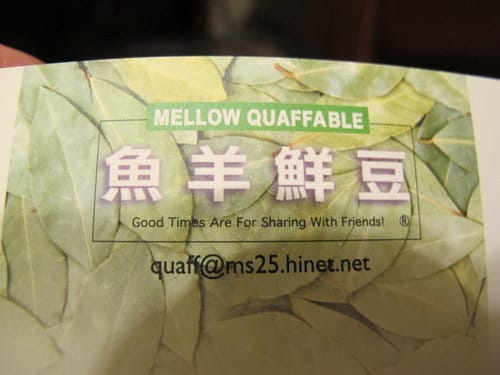 MELLOW QUAFFABLE
魚羊鮮豆
Good Times Are For Sharing With Friends! ®
quaff@ms25.hinet.net